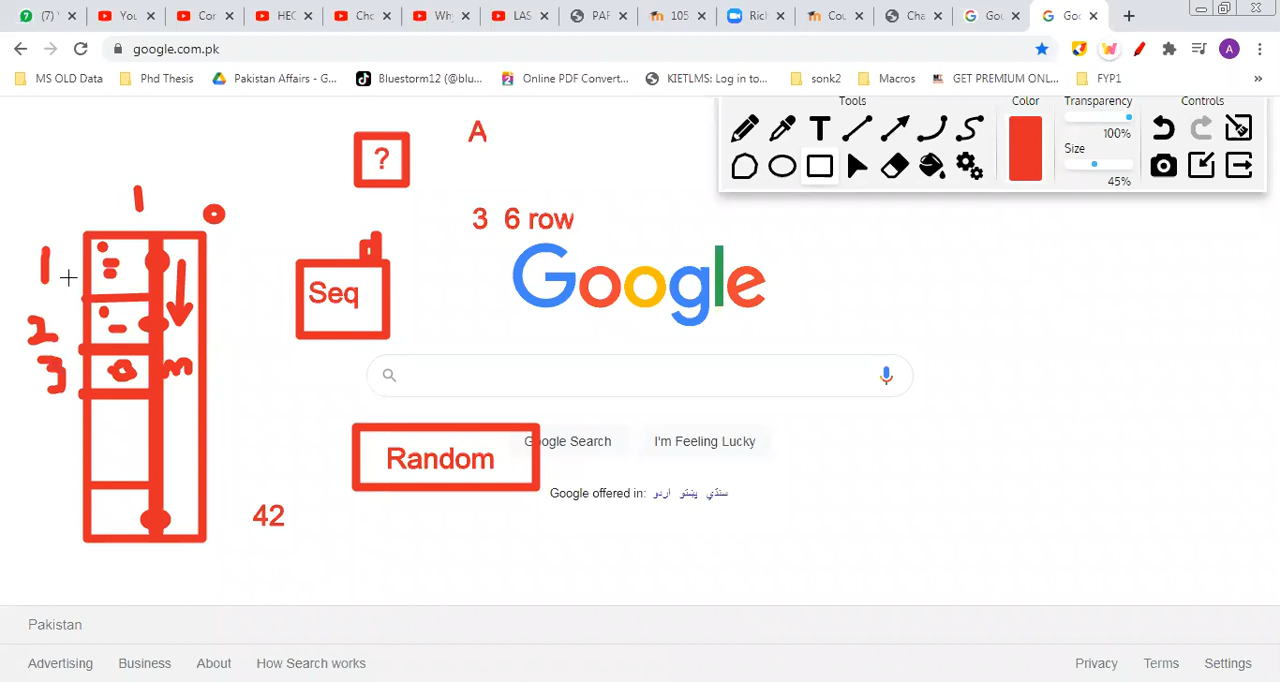 (7) Y
You
Cor
HEC
Cho
Wh
LAS
PAF
105
Rich
Cou
Cha
Goo
Goo
google.com.pk
A
MS OLD Data
Phd Thesis
Pakistan Affairs - G...
Bluestorm12 (@blu...
Online PDF Convert...
KIETLMS: Log in to...
sonk2
Macros
GET PREMIUM ONL...
FYP1
»
Tools
Color
Transparency
Controls
100%
Size
45%
?
A
1
0
3 6 row
1
d
Seq
Google
2
3
m
Random
Google Search
I'm Feeling Lucky
Google offered in: اردو پښتو سنڌي
42
Pakistan
Advertising
Business
About
How Search works
Privacy
Terms
Settings